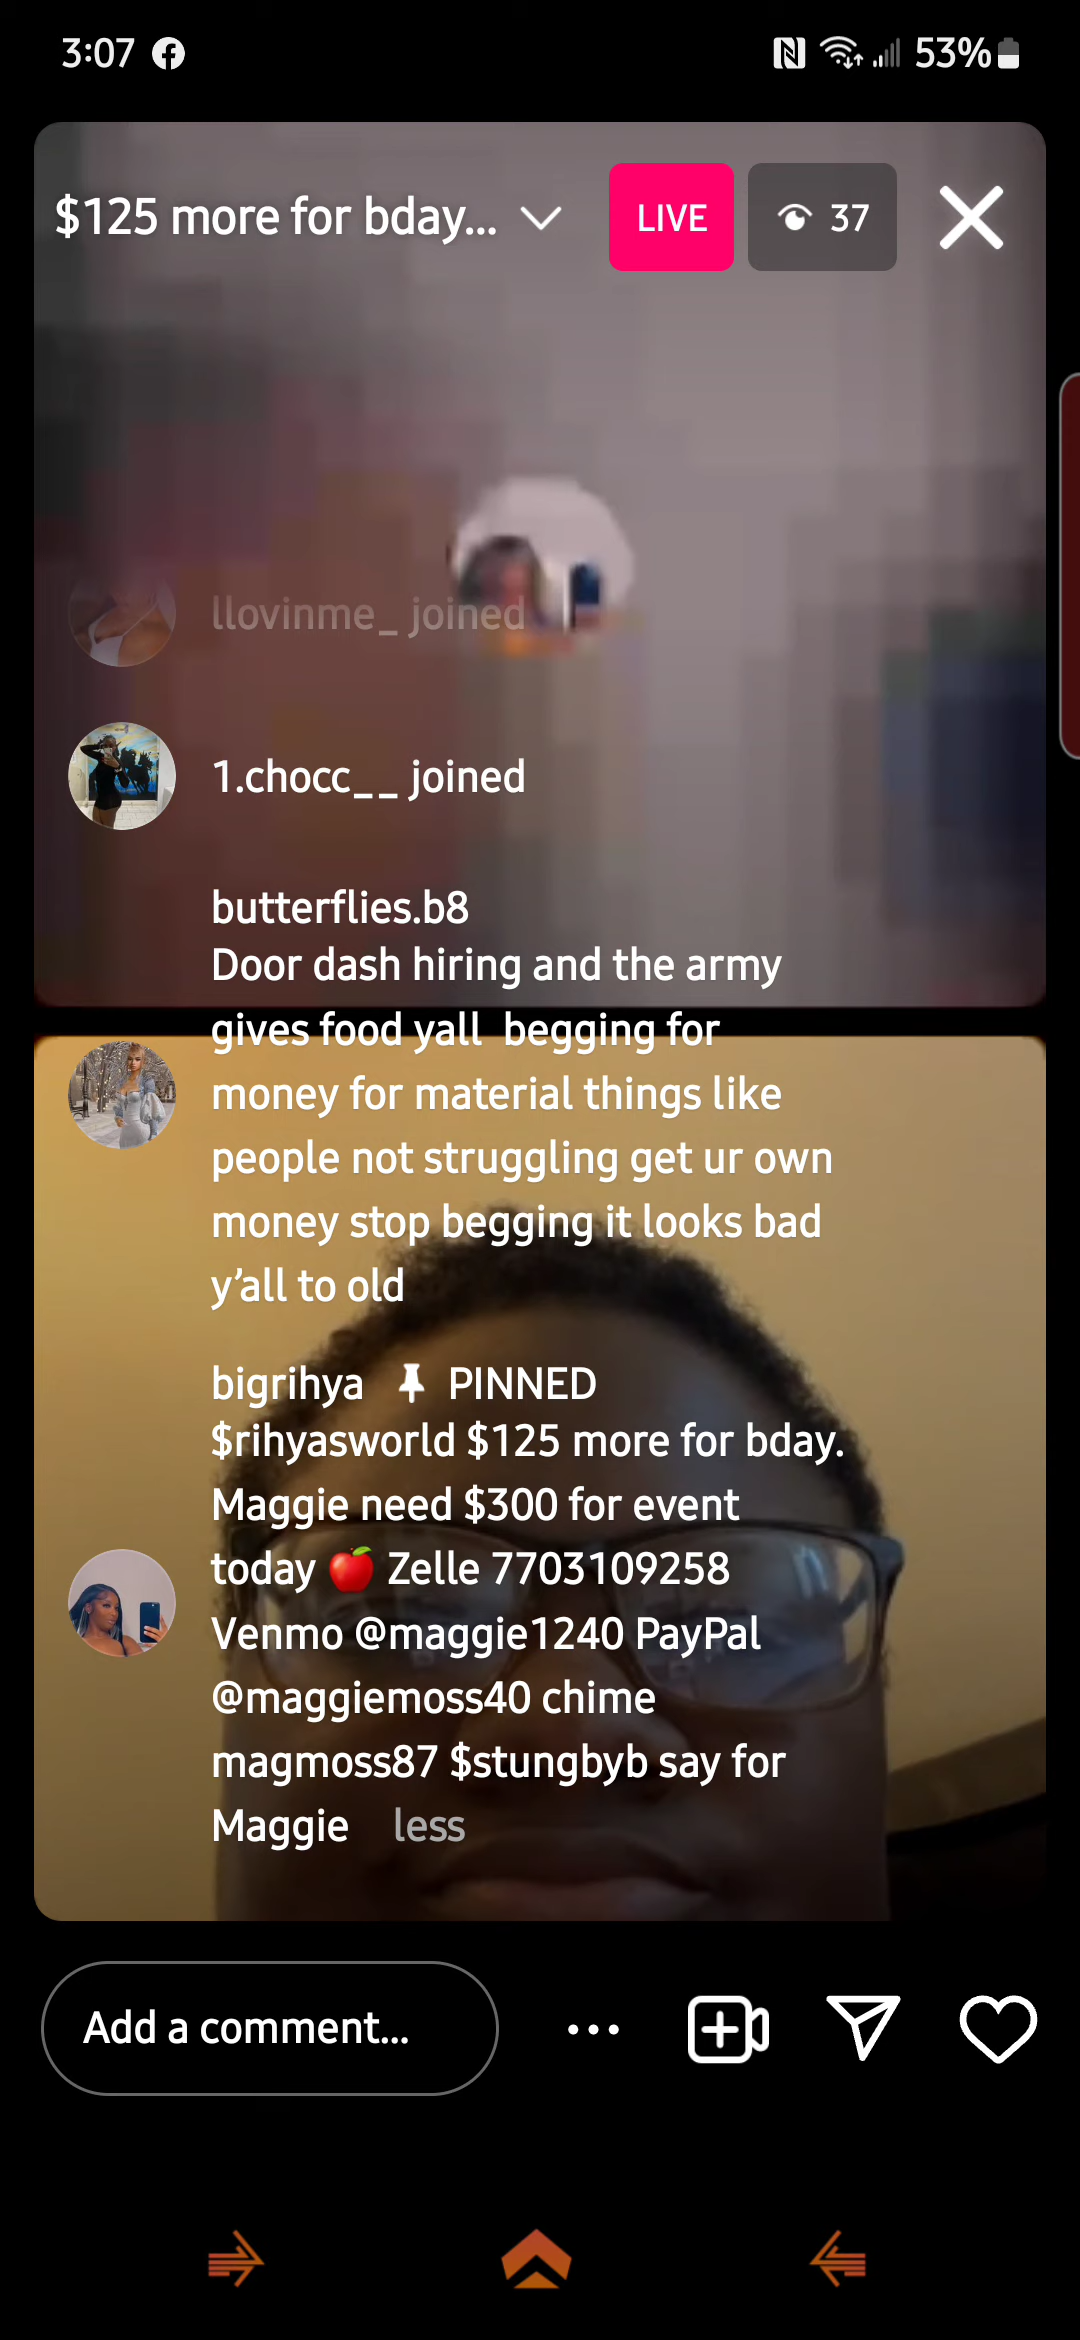 3:07 53%
$125 more for bday... LIVE 37
llovinme_ joined
1.chocc__ joined
butterflies.b8
Door dash hiring and the army
gives food yall  begging for
money for material things like
people not struggling get ur own
money stop begging it looks bad
y'all to old
bigrihya PINNED
$rihyasworld $125 more for bday.
Maggie need $300 for event
today 🍎 Zelle 7703109258
Venmo @maggie1240 PayPal
@maggiemoss40 chime
magmoss87 $stungbyb say for
Maggie less
Add a comment...